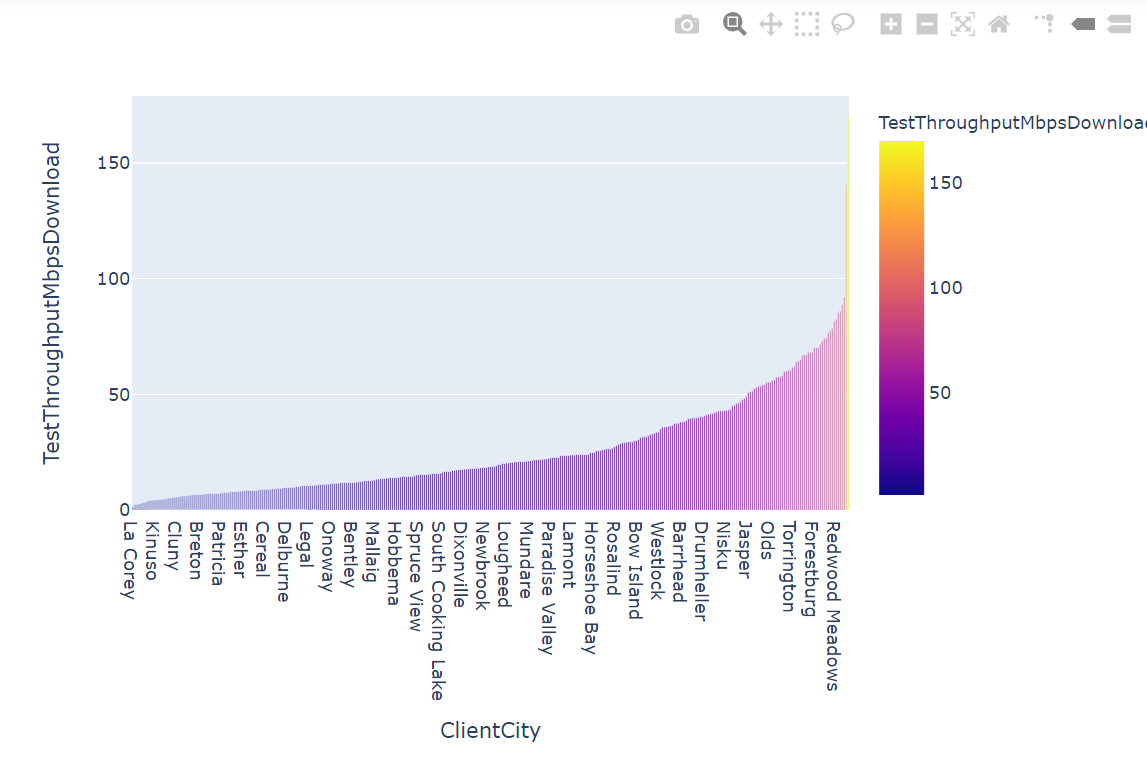 TestThroughputMbpsDownload
150
100
50
0
TestThroughputMbpsDownload
La Corey
Kinuso
Cluny
Breton
Patricia
Esther
Cereal
Delburne
Legal
Onoway
Bentley
Mallaig
Hobbema
Spruce View
South Cooking Lake
Dixonville
Newbrook
Lougheed
Mundare
Paradise Valley
Lamont
Horseshoe Bay
Rosalind
Bow Island
Westlock
Barrhead
Drumheller
Nisku
Jasper
Olds
Torrington
Forestburg
Redwood Meadows
ClientCity
150
100
50